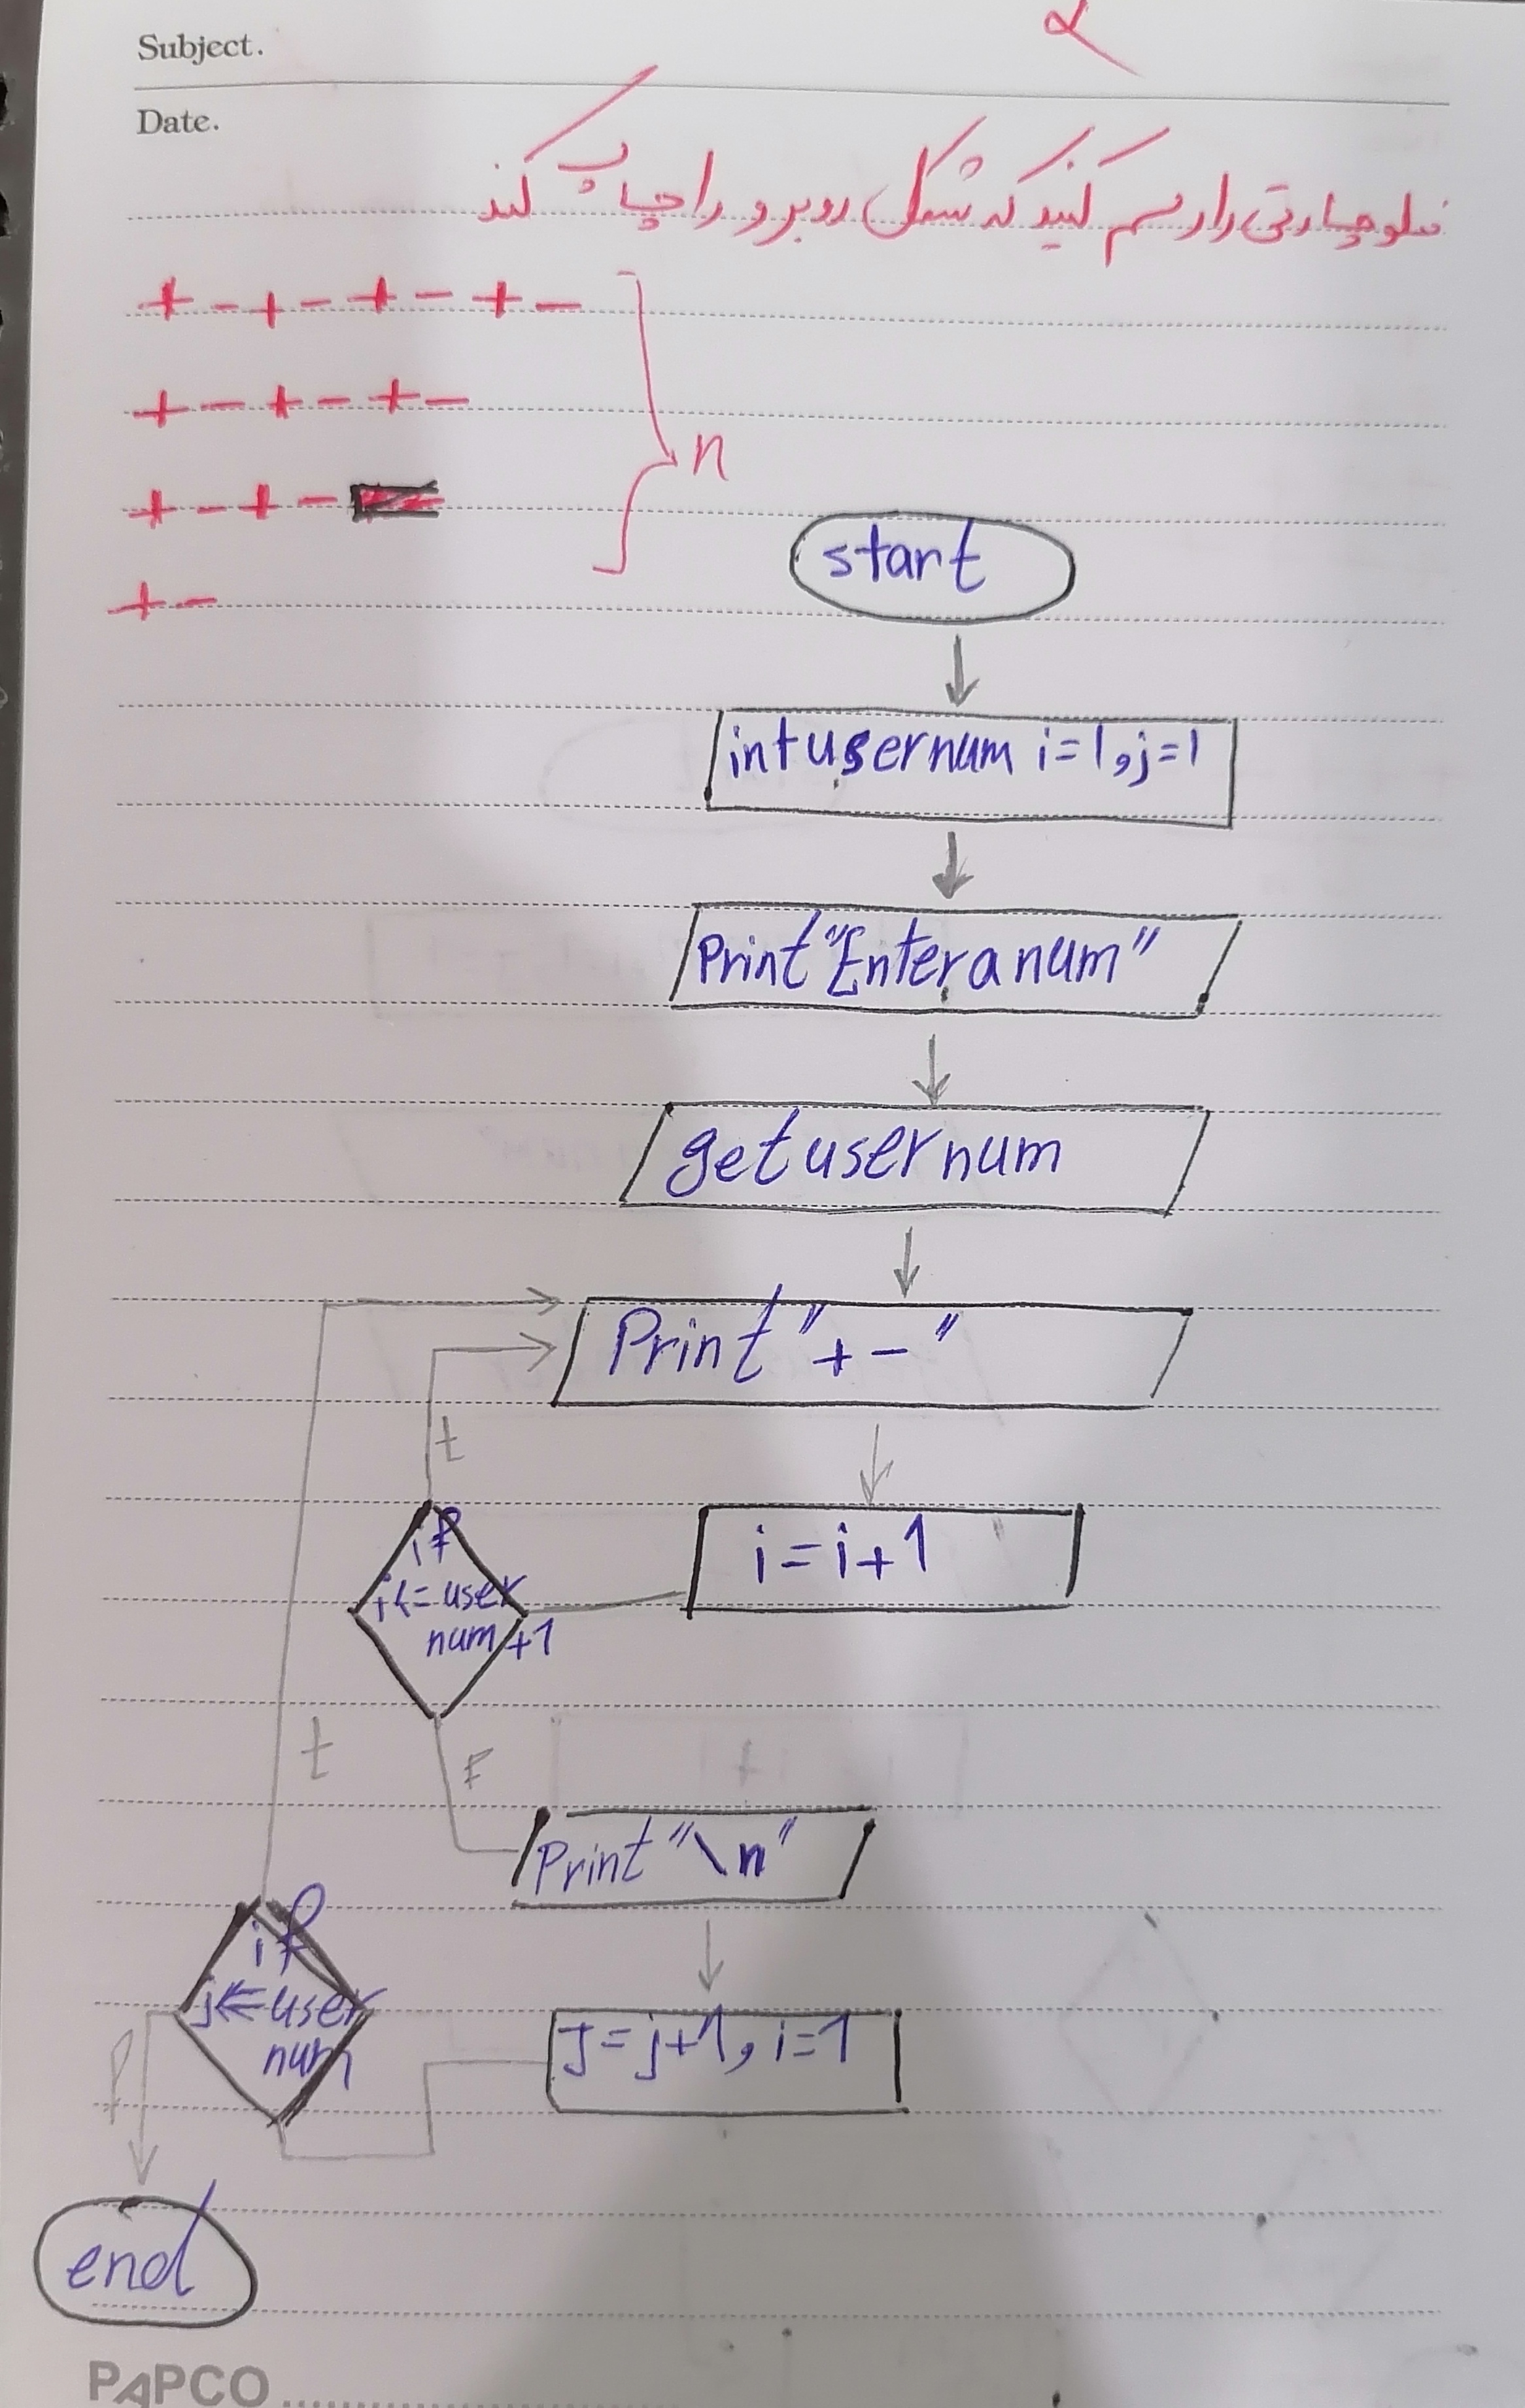 ۲
Subject.
Date.
فلوچارتی را رسم کنید که شکل روبرو را چاپ کند
+ - + - + - + -
+ - + - + -
+ - + -
+ -
n
start
int usernum i=1,j=1
Print "Enter a num"
get usernum
Print "+ - "
t
if
i<=user
num+1
i=i+1
t
F
Print "\n"
if
j<=user
num
J=j+1, i=1
f
end
PAPCO